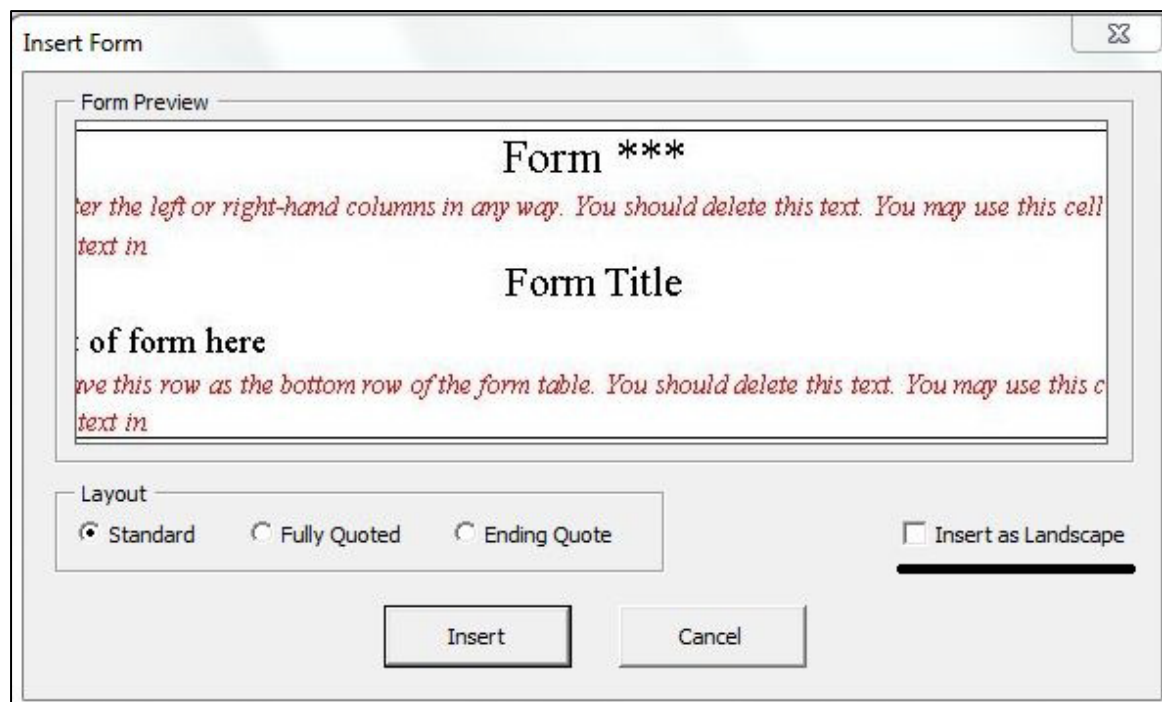 Insert Form
Form Preview
Form ***
ter the left or right-hand columns in any way. You should delete this text. You may use this cell
text in
Form Title
of form here
ave this row as the bottom row of the form table. You should delete this text. You may use this c
text in
Layout
Standard Fully Quoted Ending Quote
Insert as Landscape
Insert Cancel